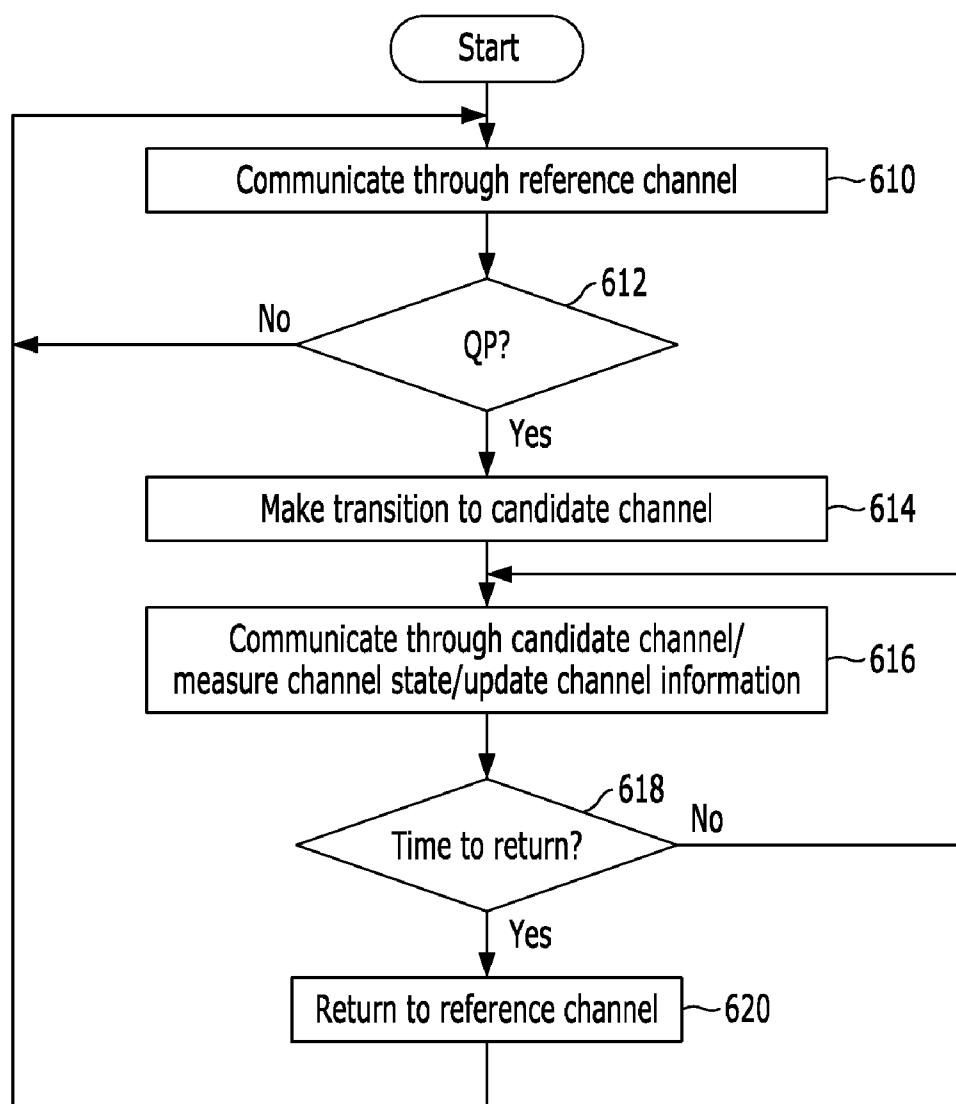 Start
Communicate through reference channel
610
612
No
QP?
Yes
Make transition to candidate channel
614
Communicate through candidate channel/
measure channel state/update channel information
616
618
No
Time to return?
Yes
Return to reference channel
620